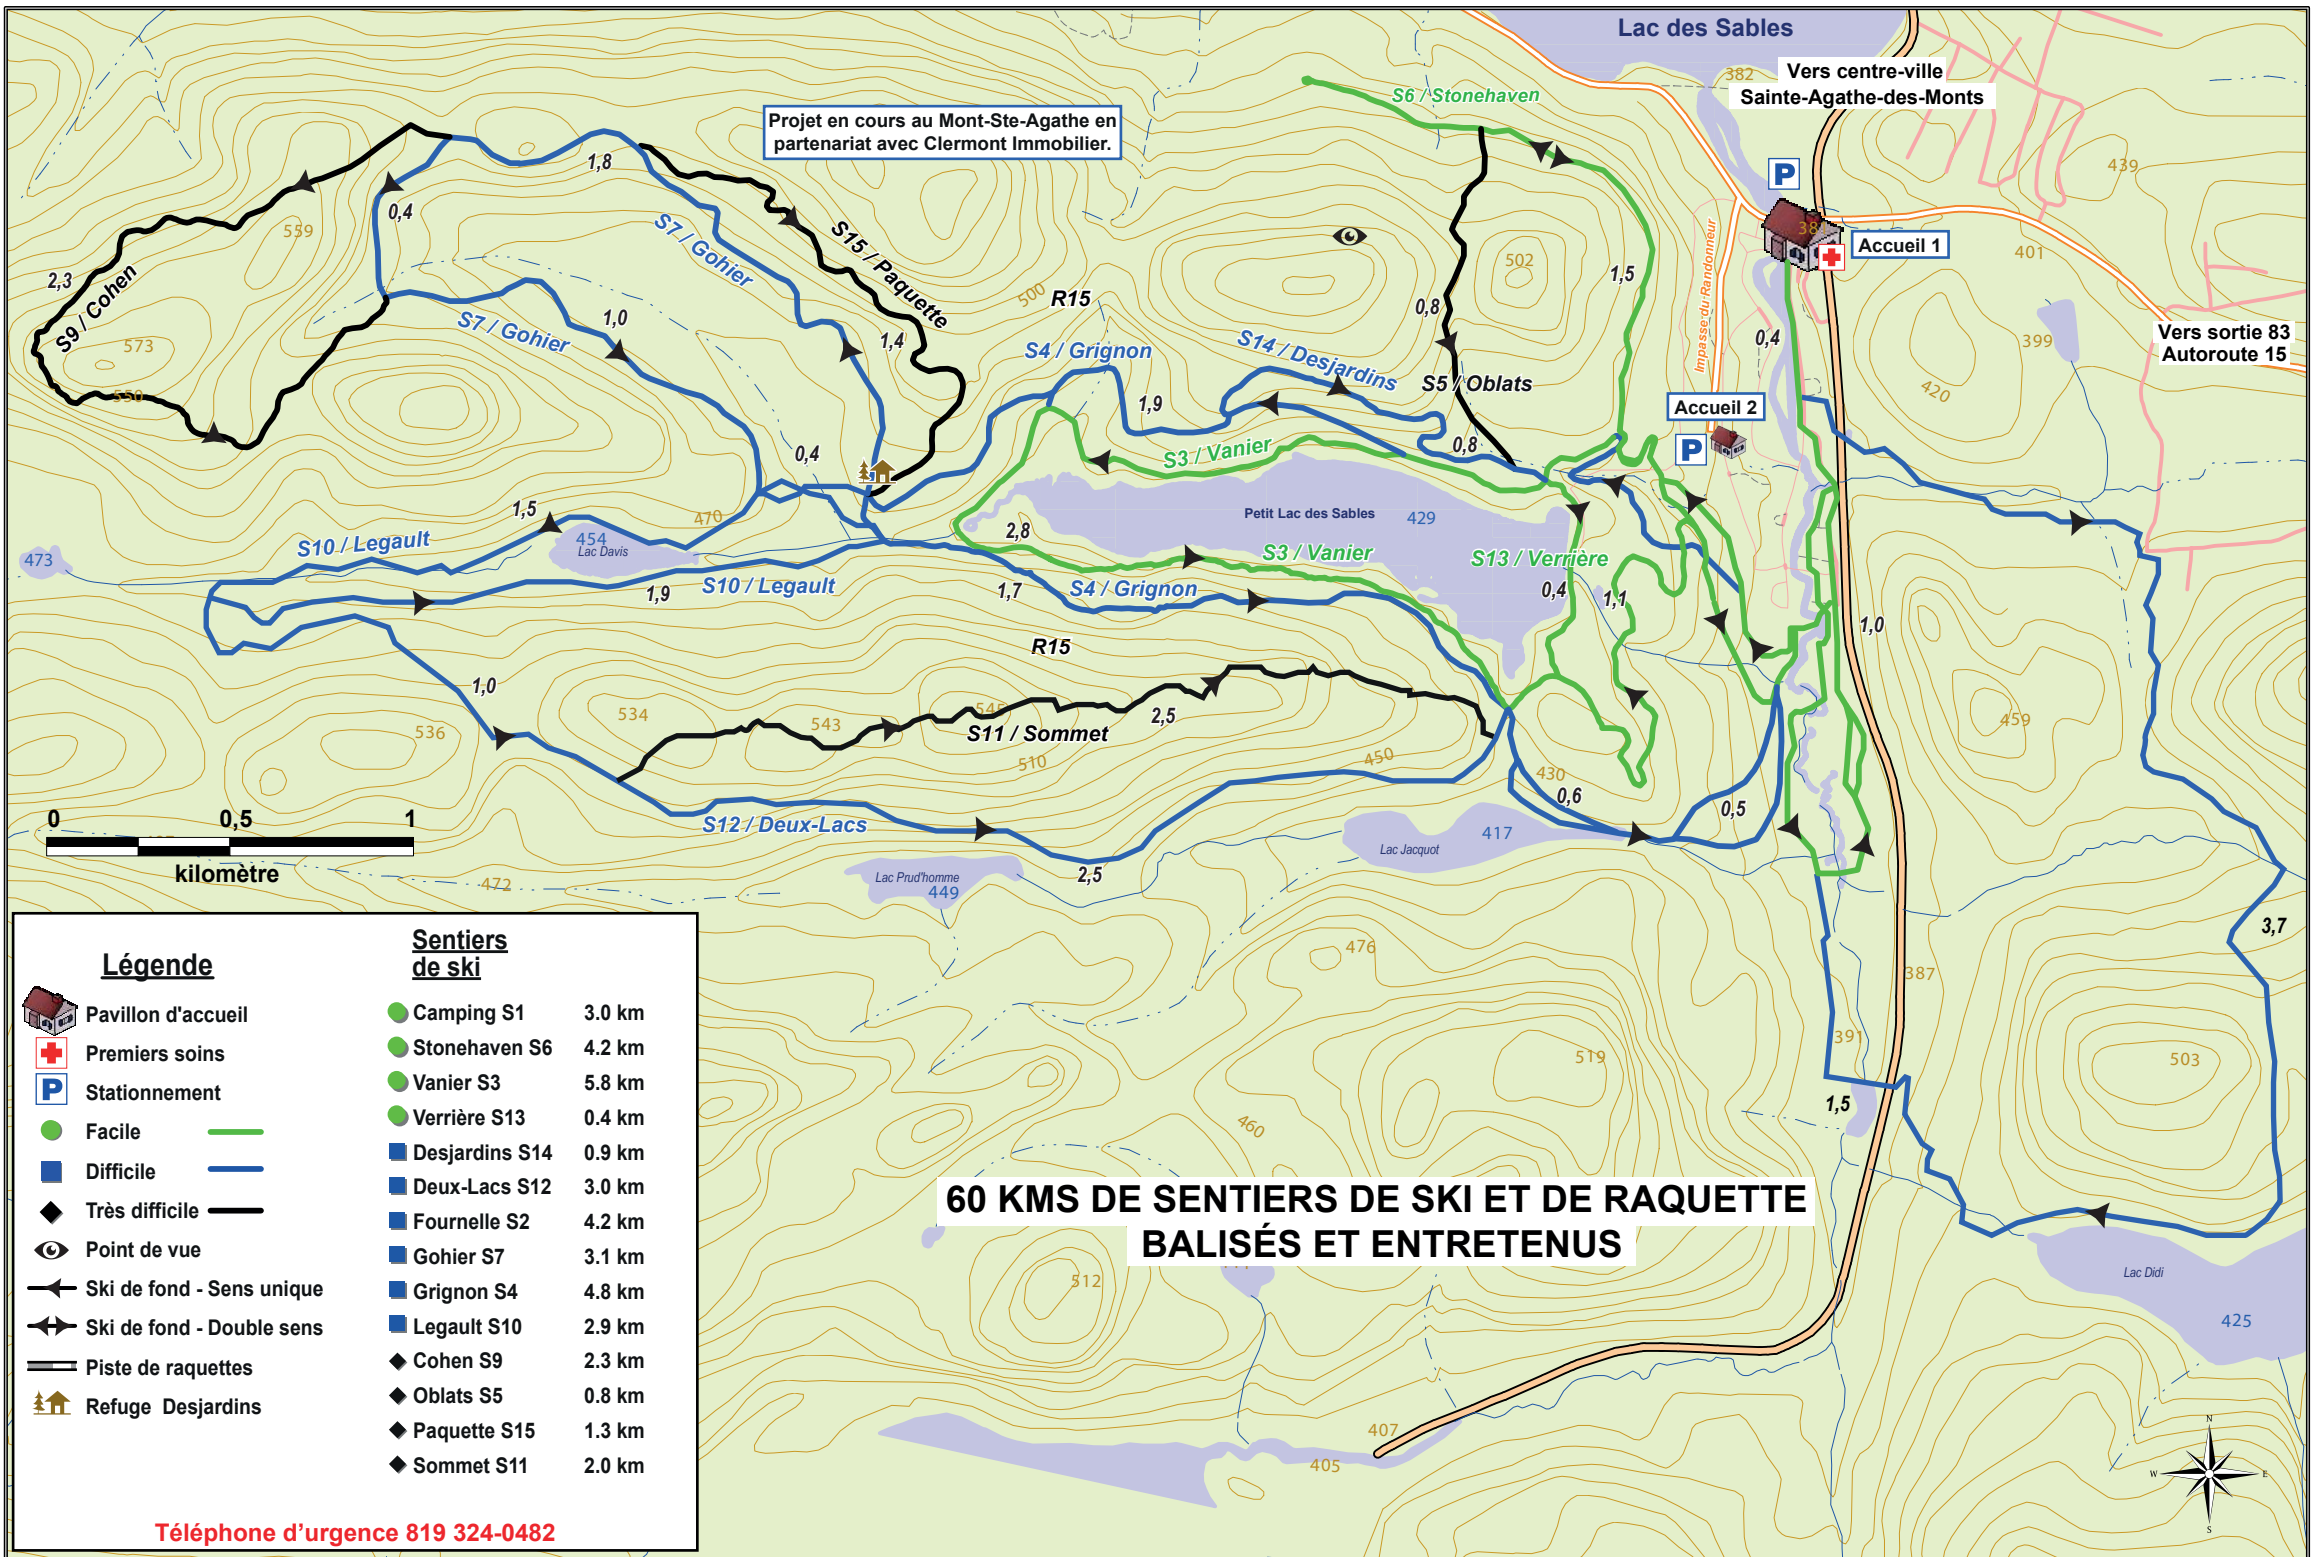 Lac des Sables
382
Vers centre-ville
Sainte-Agathe-des-Monts
S6 / Stonehaven
Projet en cours au Mont-Ste-Agathe en
partenariat avec Clermont Immobilier.
1,8
0,4
439
P
381
Accueil 1
401
559
S7 / Gohier
S15 / Paquette
502
1,5
Impasse du Randonneur
2,3
S9 / Cohen
573
550
S7 / Gohier
1,0
1,4
500
R15
0,8
0,4
399
Vers sortie 83
Autoroute 15
S4 / Grignon
S14 / Desjardins
S5 / Oblats
420
1,9
Accueil 2
P
0,8
0,4
S3 / Vanier
1,5
470
Petit Lac des Sables
429
S10 / Legault
454
Lac Davis
473
2,8
S3 / Vanier
S13 / Verrière
S10 / Legault
1,9
1,7
S4 / Grignon
0,4
1,1
1,0
R15
1,0
534
543
545
2,5
536
S11 / Sommet
510
450
459
430
0,6
0,5
0
0,5
1
kilomètre
S12 / Deux-Lacs
417
Lac Jacquot
2,5
Lac Prud'homme
449
472
476
3,7
387
391
519
503
1,5
460
60 KMS DE SENTIERS DE SKI ET DE RAQUETTE
BALISÉS ET ENTRETENUS
512
Lac Didi
425
407
405
N
W
E
S
Légende
Pavillon d'accueil
Premiers soins
P Stationnement
Facile
Difficile
Très difficile
Point de vue
Ski de fond - Sens unique
Ski de fond - Double sens
Piste de raquettes
Refuge Desjardins
Sentiers
de ski
Camping S1 3.0 km
Stonehaven S6 4.2 km
Vanier S3 5.8 km
Verrière S13 0.4 km
Desjardins S14 0.9 km
Deux-Lacs S12 3.0 km
Fournelle S2 4.2 km
Gohier S7 3.1 km
Grignon S4 4.8 km
Legault S10 2.9 km
Cohen S9 2.3 km
Oblats S5 0.8 km
Paquette S15 1.3 km
Sommet S11 2.0 km
Téléphone d'urgence 819 324-0482